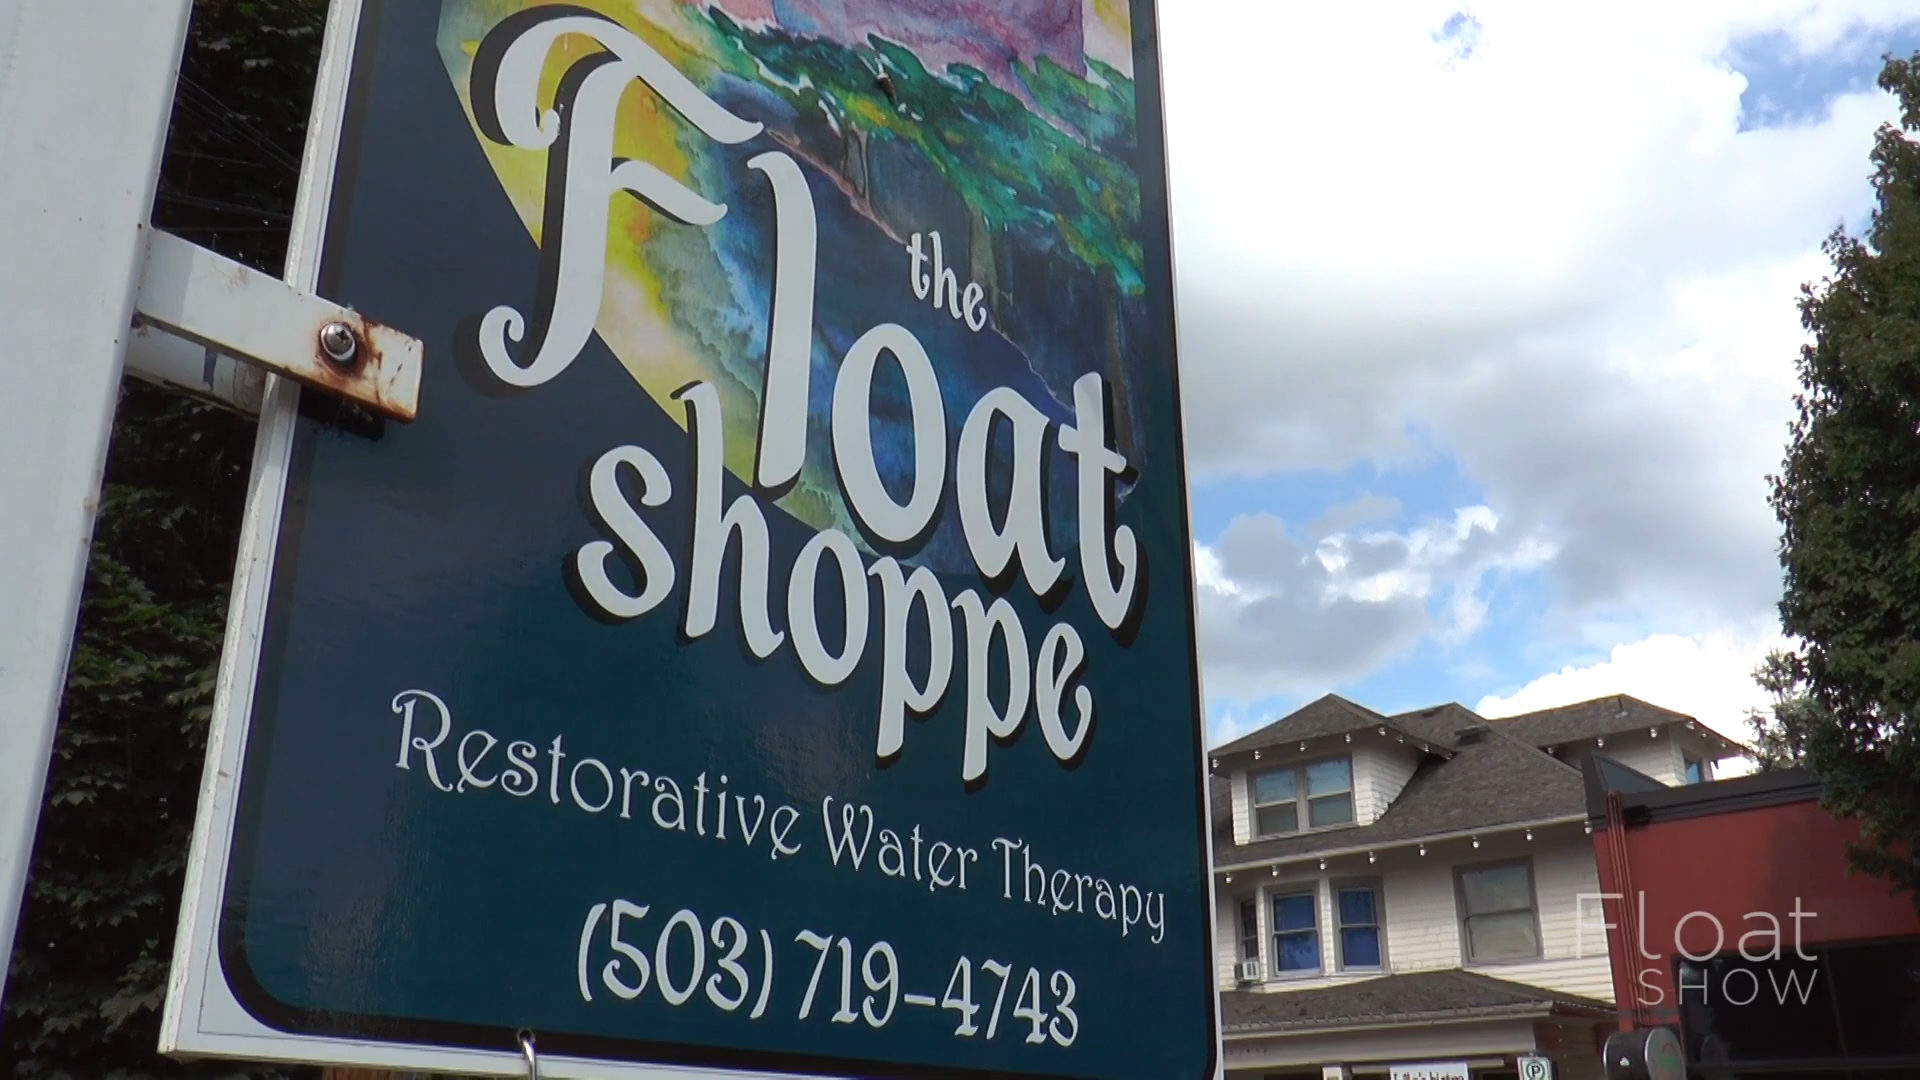 the
Float
shoppe
Restorative Water Therapy
(503) 719-4743
Float
SHOW
P